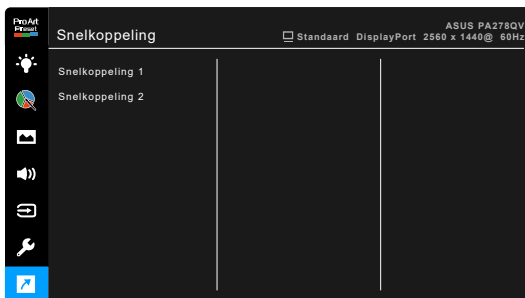 ProArt
Preset
Snelkoppeling
ASUS PA278QV
Standaard DisplayPort 2560 x 1440@ 60Hz
Snelkoppeling 1
Snelkoppeling 2